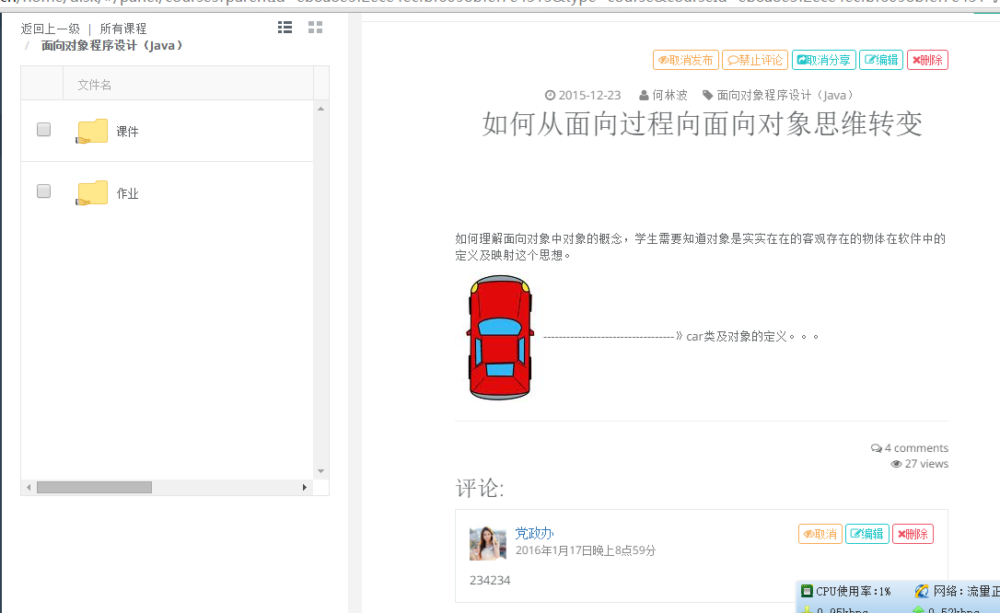 返回上一级 | 所有课程
/ 面向对象程序设计（Java）
文件名
课件
作业
取消发布 禁止评论 取消分享 编辑 删除
2015-12-23 何林波 面向对象程序设计（Java）
如何从面向过程向面向对象思维转变
如何理解面向对象中对象的概念，学生需要知道对象是实实在在的客观存在的物体在软件中的
定义及映射这个思想。
----------------------------------》car类及对象的定义。。。
4 comments
27 views
评论:
党政办
取消 编辑 删除
2016年1月17日晚上8点59分
234234
CPU使用率:1% 网络：流量正